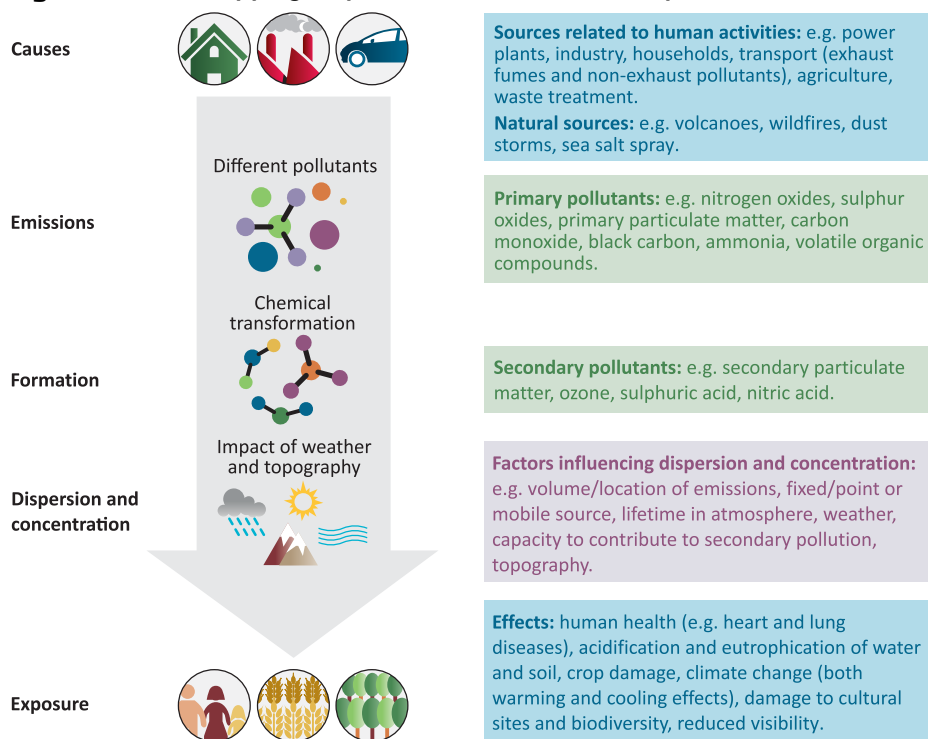 Causes
Sources related to human activities: e.g. power
plants, industry, households, transport (exhaust
fumes and non-exhaust pollutants), agriculture,
waste treatment.
Natural sources: e.g. volcanoes, wildfires, dust
storms, sea salt spray.
Different pollutants
Emissions
Primary pollutants: e.g. nitrogen oxides, sulphur
oxides, primary particulate matter, carbon
monoxide, black carbon, ammonia, volatile organic
compounds.
Chemical
transformation
Formation
Secondary pollutants: e.g. secondary particulate
matter, ozone, sulphuric acid, nitric acid.
Impact of weather
and topography
Dispersion and
concentration
Factors influencing dispersion and concentration:
e.g. volume/location of emissions, fixed/point or
mobile source, lifetime in atmosphere, weather,
capacity to contribute to secondary pollution,
topography.
Exposure
Effects: human health (e.g. heart and lung
diseases), acidification and eutrophication of water
and soil, crop damage, climate change (both
warming and cooling effects), damage to cultural
sites and biodiversity, reduced visibility.